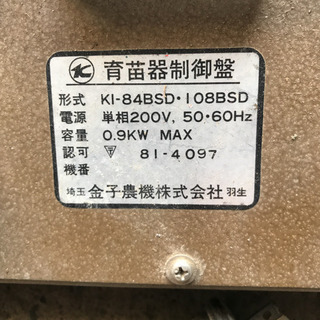 育苗器制御盤
形式 KI-84BSD・108BSD
電源 単相200V, 50・60Hz
容量 0.9KW MAX
認可 〒 81-4097
機番
埼玉 金子農機株式会社 羽生